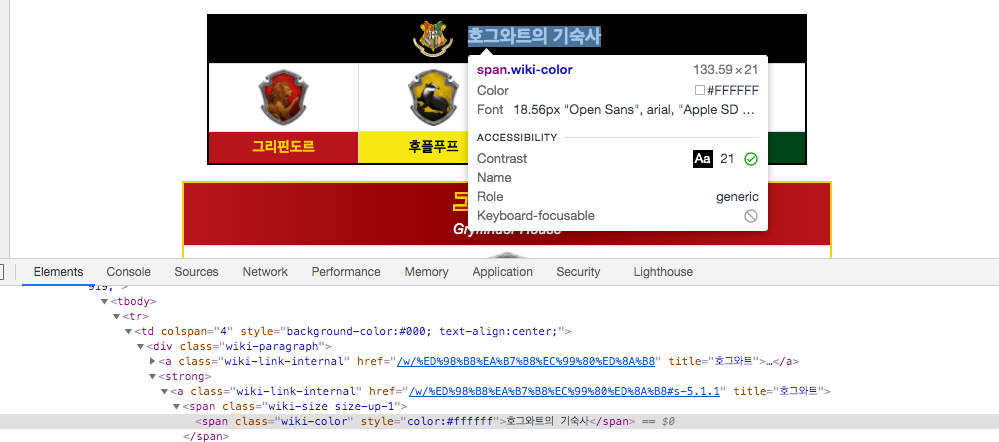 호그와트의 기숙사
span.wiki-color 133.59 × 21
Color #FFFFFF
Font 18.56px "Open Sans", arial, "Apple SD …
ACCESSIBILITY
Contrast Aa 21
Name
Role generic
Keyboard-focusable
그리핀도르 후플푸프
Gryffindor House
Elements Console Sources Network Performance Memory Application Security Lighthouse
919; >
▼<tbody>
▼<tr>
▼<td colspan="4" style="background-color:#000; text-align:center;">
▼<div class="wiki-paragraph">
▶<a class="wiki-link-internal" href="/w/%ED%98%B8%EA%B7%B8%EC%99%80%ED%8A%B8" title="호그와트">…</a>
▼<strong>
▼<a class="wiki-link-internal" href="/w/%ED%98%B8%EA%B7%B8%EC%99%80%ED%8A%B8#s-5.1.1" title="호그와트">
▼<span class="wiki-size size-up-1">
<span class="wiki-color" style="color:#ffffff">호그와트의 기숙사</span> == $0
</span>